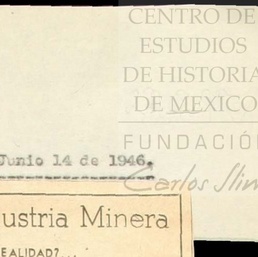 CENTRO DE
ESTUDIOS
DE HISTORIA
DE MEXICO
FUNDACIÓN
Carlos Slim
Junio 14 de 1946.
ustria Minera
EALIDAD?...